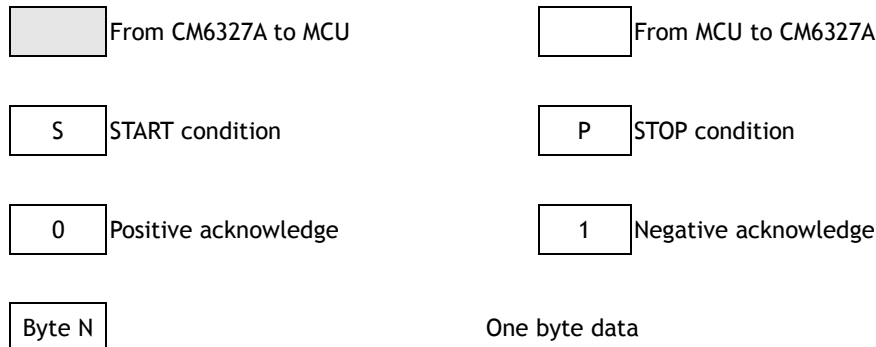 From CM6327A to MCU From MCU to CM6327A
S START condition P STOP condition
0 Positive acknowledge 1 Negative acknowledge
Byte N One byte data